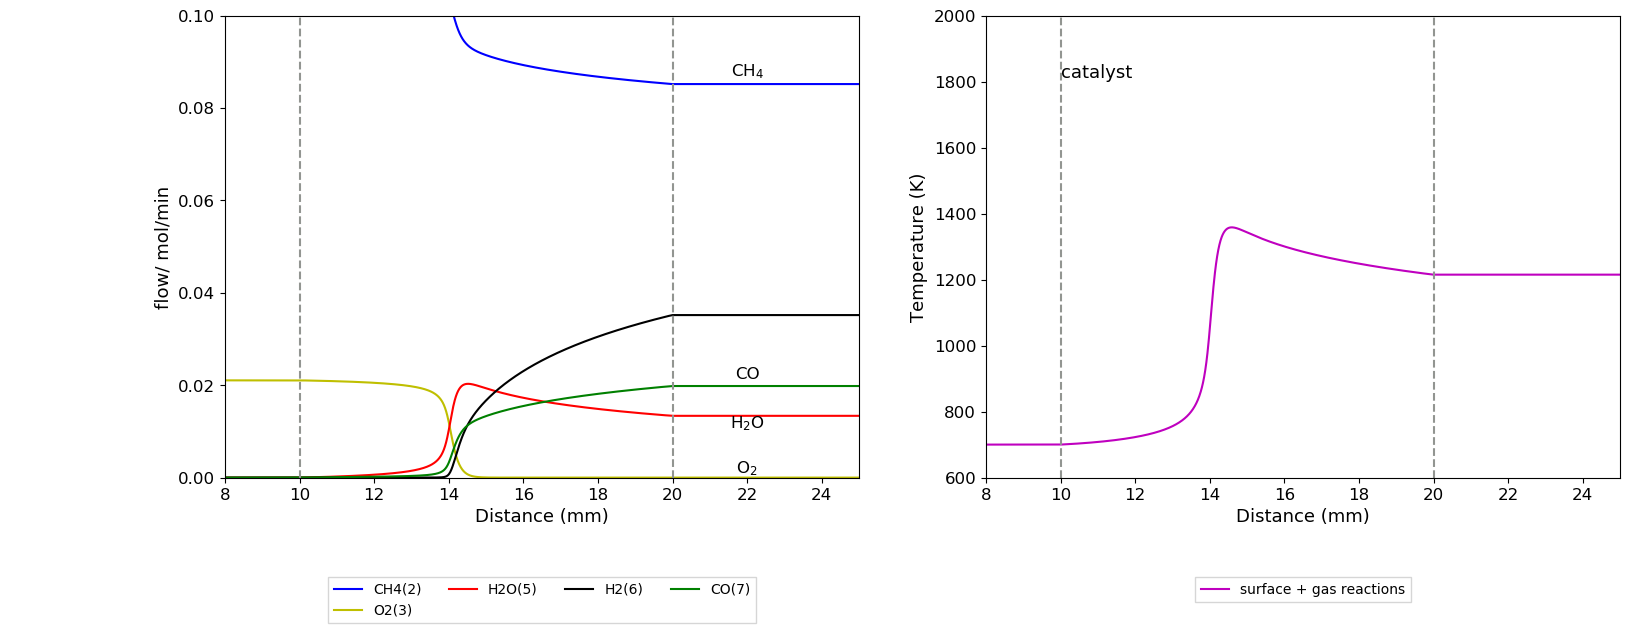 0.10
0.08
0.06
0.04
0.02
0.00
flow/ mol/min
CH₄
CO
H₂O
O₂
8 10 12 14 16 18 20 22 24
Distance (mm)
CH4(2) H2O(5) H2(6) CO(7)
O2(3)
2000
1800
1600
1400
1200
1000
800
600
Temperature (K)
catalyst
8 10 12 14 16 18 20 22 24
Distance (mm)
surface + gas reactions